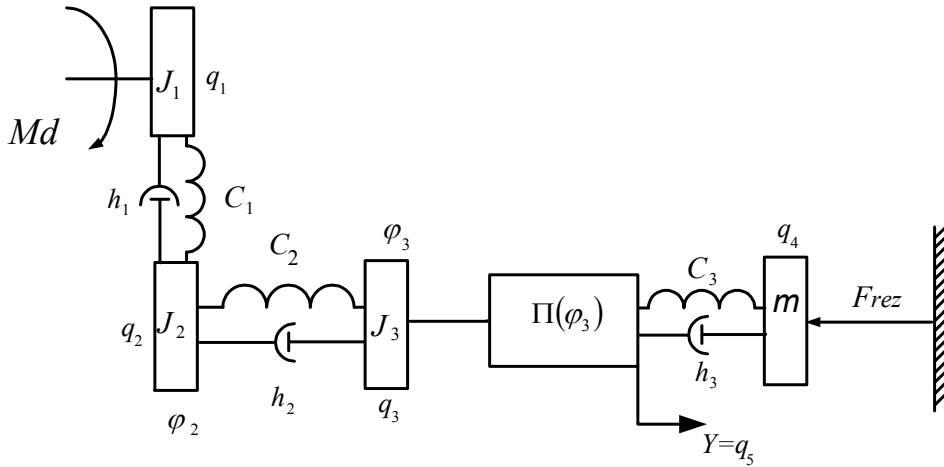 J₁ q₁
Md
h₁ C₁
φ₃
C₂
q₂ J₂
J₃
h₂
φ₂
q₃
Π(φ₃)
C₃
h₃
q₄
m
Frez
Y=q₅